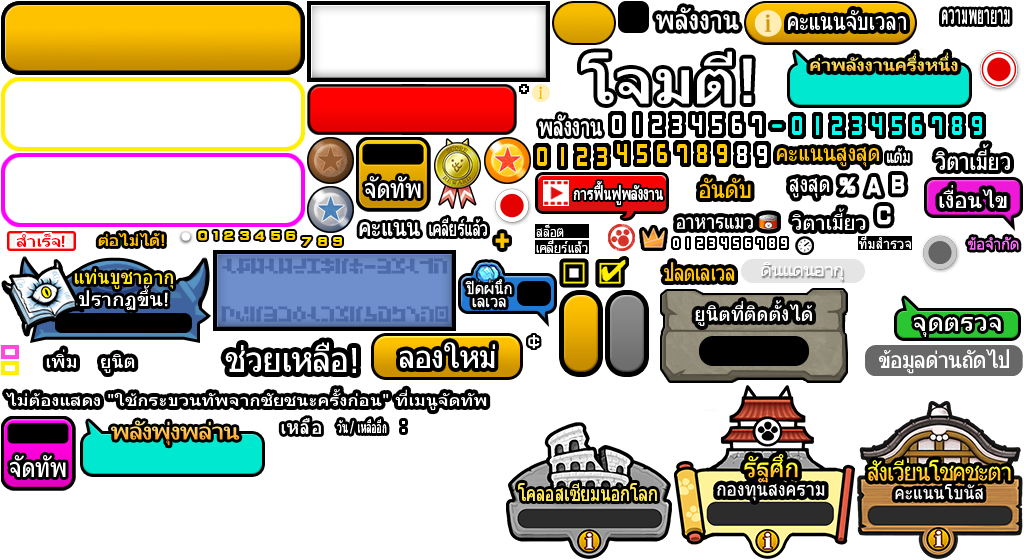 พลังงาน
คะแนนจับเวลา
ความพยายาม
โจมตี!
ค่าพลังงานครึ่งหนึ่ง
พลังงาน 01234567-0123456789
012345678989
คะแนนสูงสุด แต้ม
จัดทัพ
การฟื้นฟูพลังงาน
อันดับ
สูงสุด % A B
C
วิตาเมี้ยว
เงื่อนไข
คะแนน เคลียร์แล้ว
อาหารแมว
วิตาเมี้ยว
สำเร็จ!
ต่อไม่ได้!
0123456
789
สล็อต
เคลียร์แล้ว
0123456789
ทีมสำรวจ
ข้อจำกัด
แท่นบูชาอากุ
ปรากฏขึ้น!
ปิดผนึก
เลเวล
ปลดเลเวล
ดินแดนอากุ
ยูนิตที่ติดตั้งได้
จุดตรวจ
ข้อมูลด่านถัดไป
เพิ่ม ยูนิต
ช่วยเหลือ!
ลองใหม่
ไม่ต้องแสดง "ใช้กระบวนทัพจากชัยชนะครั้งก่อน" ที่เมนูจัดทัพ
จัดทัพ
พลังพุ่งพล่าน
เหลือ วัน/เหลืออีก :
โคลอสเซียมนอกโลก
รัฐศึก
กองทุนสงคราม
สังเวียนโชคชะตา
คะแนนโบนัส